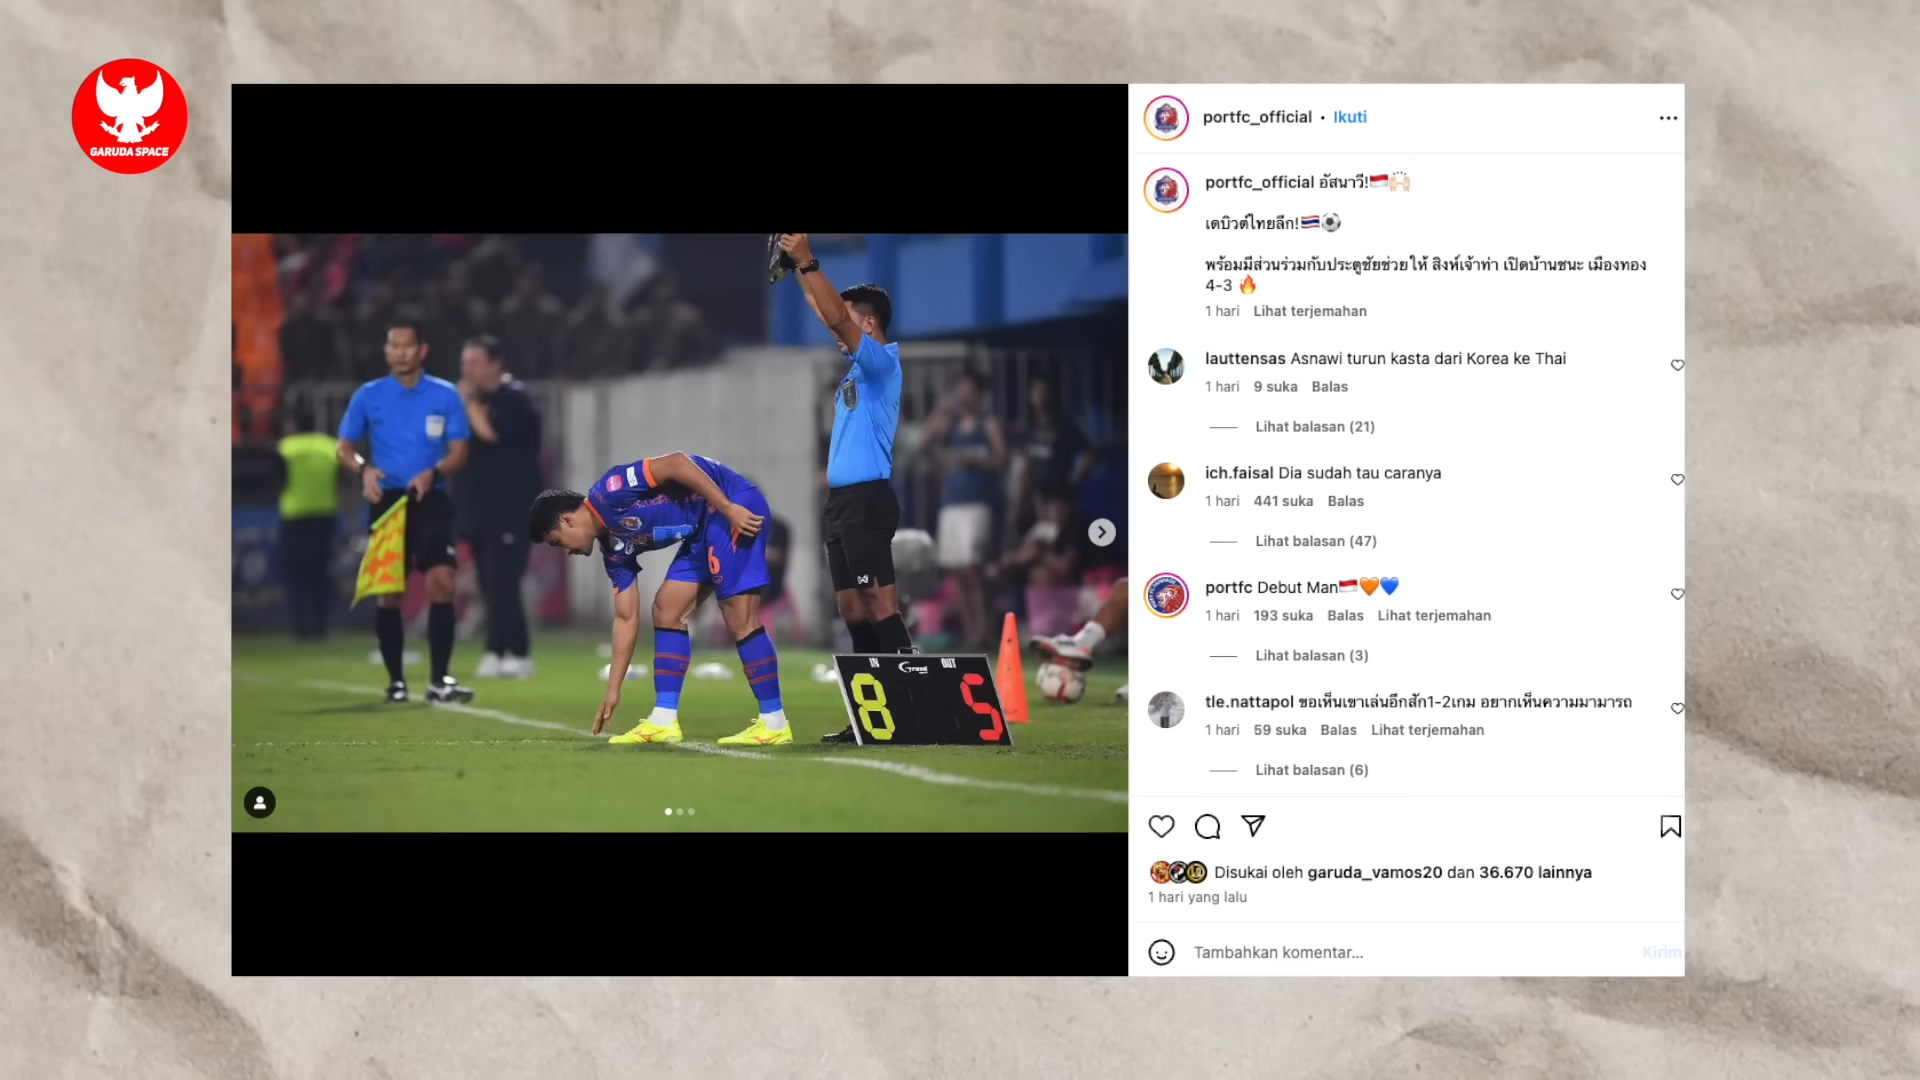 GARUDA SPACE
portfc_official • Ikuti
portfc_official อัสนาวี!🇮🇩🙌🏻
เดบิวต์ไทยลีก!🇹🇭⚽
พร้อมมีส่วนร่วมกับประตูชัยช่วยให้ สิงห์เจ้าท่า เปิดบ้านชนะ เมืองทอง
4-3 🔥
1 hari Lihat terjemahan
lauttensas Asnawi turun kasta dari Korea ke Thai
1 hari 9 suka Balas
Lihat balasan (21)
ich.faisal Dia sudah tau caranya
1 hari 441 suka Balas
Lihat balasan (47)
portfc Debut Man🇮🇩🧡💙
1 hari 193 suka Balas Lihat terjemahan
Lihat balasan (3)
tle.nattapol ขอเห็นเขาเล่นอีกสัก1-2เกม อยากเห็นความมามารถ
1 hari 59 suka Balas Lihat terjemahan
Lihat balasan (6)
Disukai oleh garuda_vamos20 dan 36.670 lainnya
1 hari yang lalu
Tambahkan komentar...
Kirim
6
IN Grand OUT
8 5